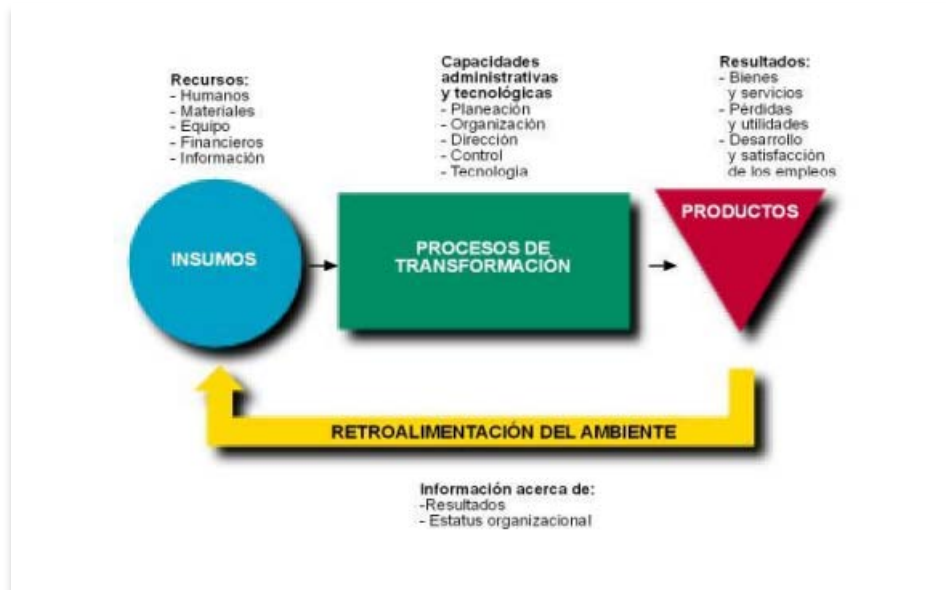 Recursos:
- Humanos
- Materiales
- Equipo
- Financieros
- Información
Capacidades
administrativas
y tecnológicas
- Planeación
- Organización
- Dirección
- Control
- Tecnología
Resultados:
- Bienes
y servicios
- Pérdidas
y utilidades
- Desarrollo
y satisfacción
de los empleos
INSUMOS
PROCESOS DE
TRANSFORMACIÓN
PRODUCTOS
RETROALIMENTACIÓN DEL AMBIENTE
Información acerca de:
-Resultados
- Estatus organizacional